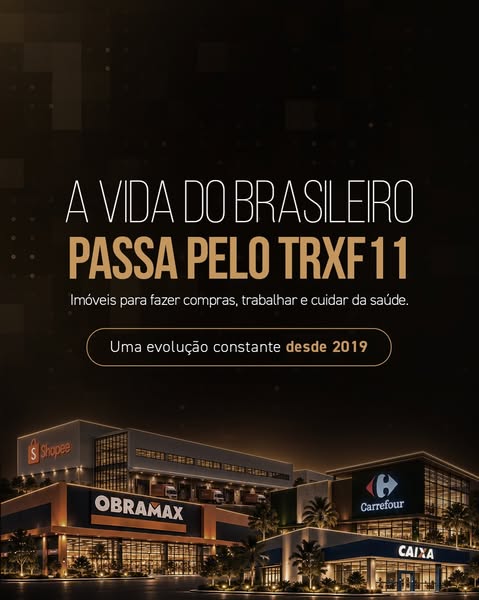 A VIDA DO BRASILEIRO
PASSA PELO TRXF11
Imóveis para fazer compras, trabalhar e cuidar da saúde.
Uma evolução constante desde 2019
S Shopee
OBRAMAX
Carrefour
CAIXA